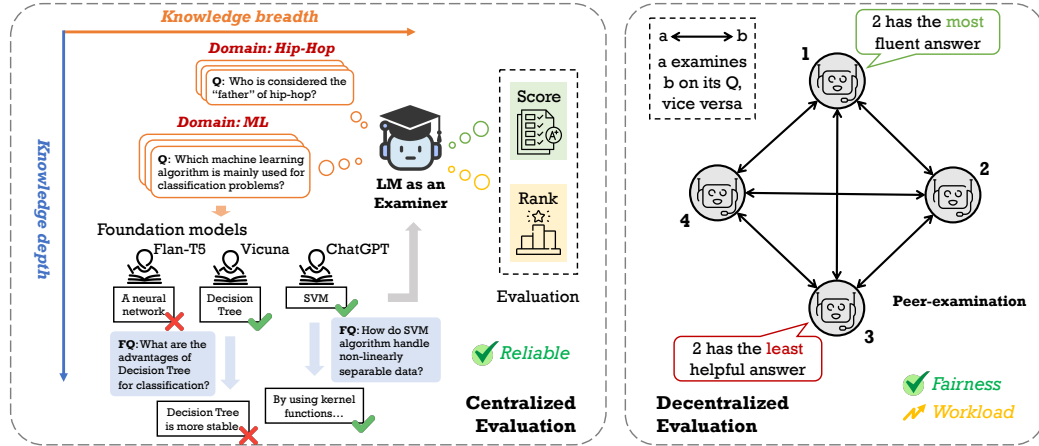 Knowledge breadth
Knowledge depth
Domain: Hip-Hop
Q: Who is considered the
"father" of hip-hop?
Domain: ML
Q: Which machine learning
algorithm is mainly used for
classification problems?
LM as an
Examiner
Score
A+
Rank
Evaluation
Foundation models
Flan-T5
Vicuna
ChatGPT
A neural
network
Decision
Tree
SVM
FQ: What are the
advantages of
Decision Tree
for classification?
FQ: How do SVM
algorithm handle
non-linearly
separable data?
Decision Tree
is more stable
By using kernel
functions...
Reliable
Centralized
Evaluation
a
b
a examines
b on its Q,
vice versa
2 has the most
fluent answer
1
2
4
3
Peer-examination
2 has the least
helpful answer
Decentralized
Evaluation
Fairness
Workload